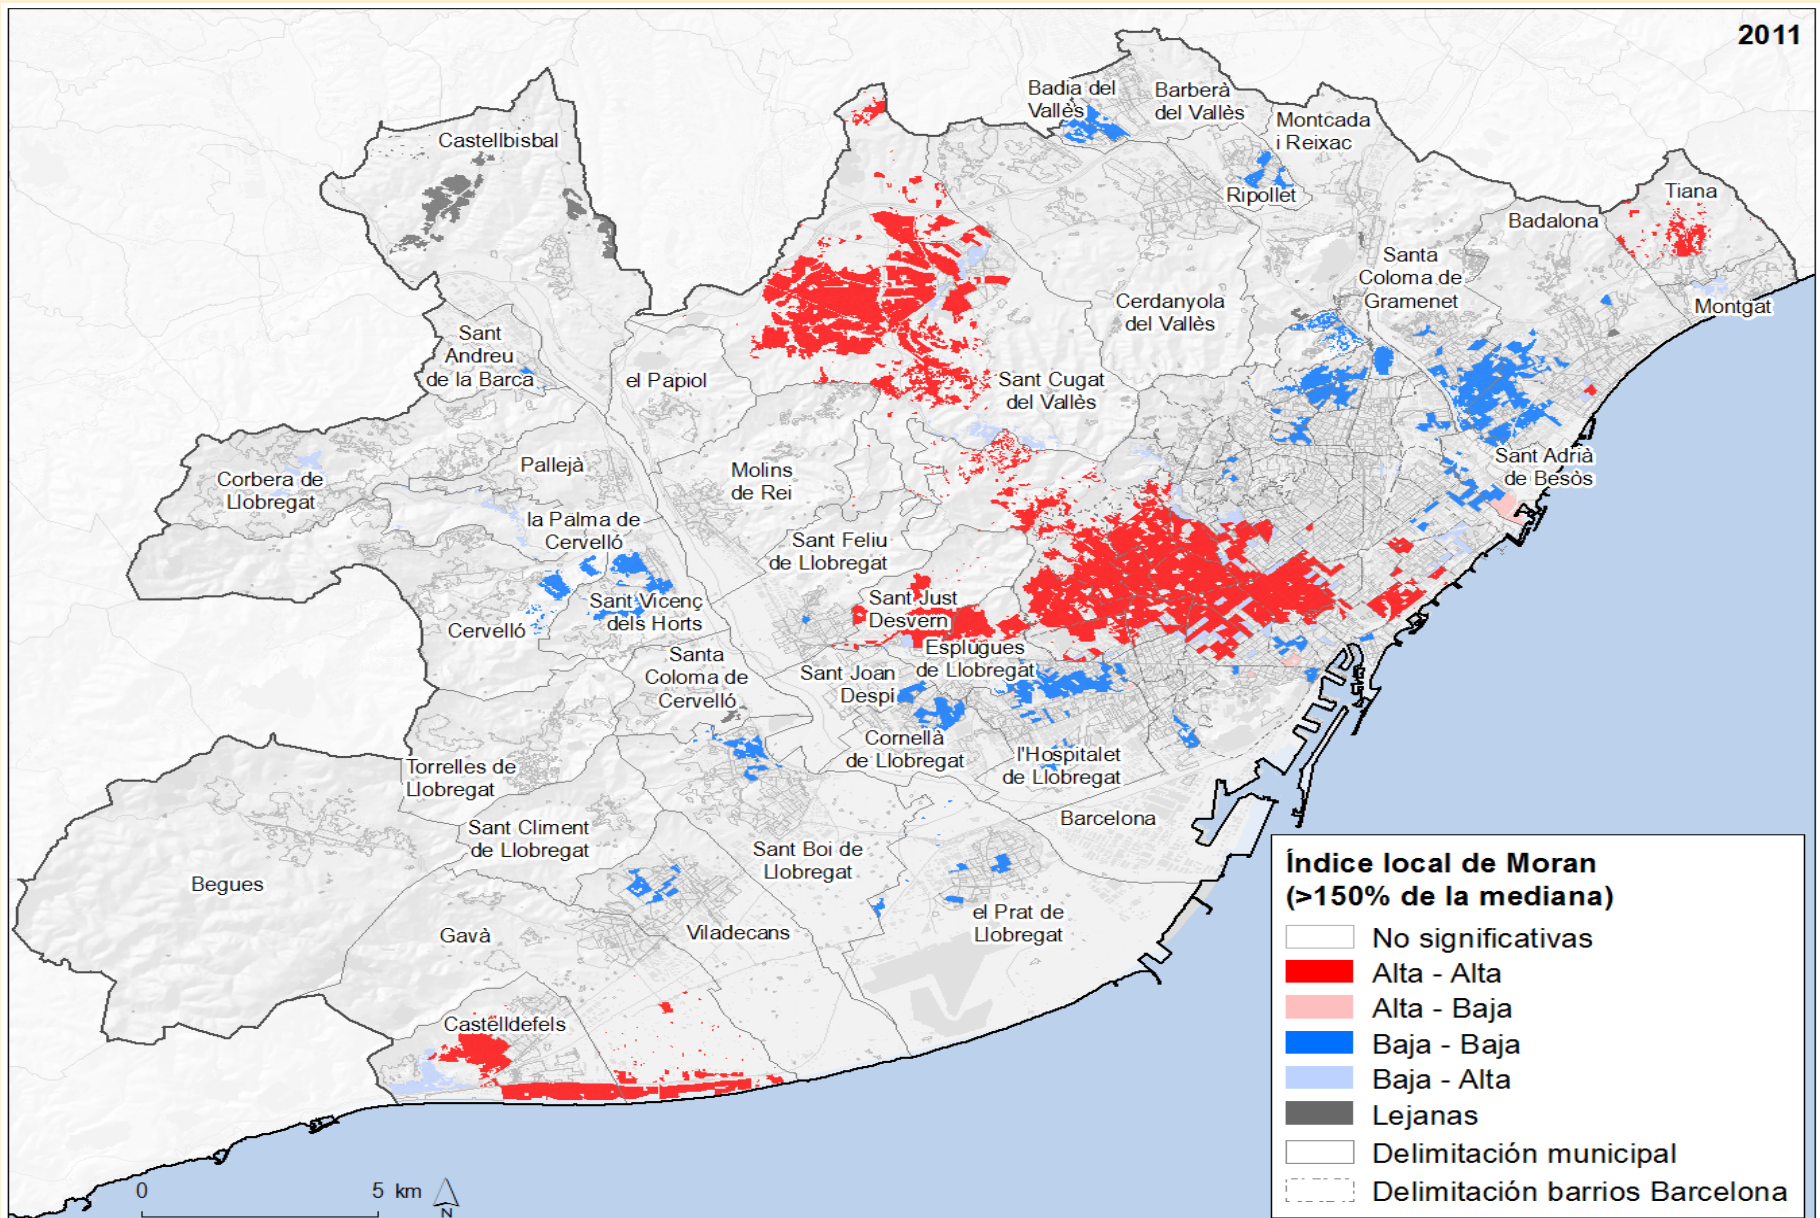 2011
Badia del
Vallès
Barberà
del Vallès
Montcada
i Reixac
Castellbisbal
Ripollet
Tiana
Badalona
Santa
Coloma de
Gramenet
Cerdanyola
del Vallès
Montgat
Sant
Andreu
de la Barca
el Papiol
Sant Cugat
del Vallès
Corbera de
Llobregat
Pallejà
Molins
de Rei
Sant Adrià
de Besòs
la Palma de
Cervelló
Sant Feliu
de Llobregat
Sant Vicenç
dels Horts
Cervelló
Sant Just
Desvern
Esplugues
de Llobregat
Santa
Coloma de
Cervelló
Sant Joan
Despi
Cornellà
de Llobregat
l'Hospitalet
de Llobregat
Torrelles de
Llobregat
Barcelona
Sant Climent
de Llobregat
Sant Boi de
Llobregat
Begues
el Prat de
Llobregat
Gavà
Viladecans
Castelldefels
Índice local de Moran
(>150% de la mediana)
No significativas
Alta - Alta
Alta - Baja
Baja - Baja
Baja - Alta
Lejanas
Delimitación municipal
Delimitación barrios Barcelona
0 5 km
N